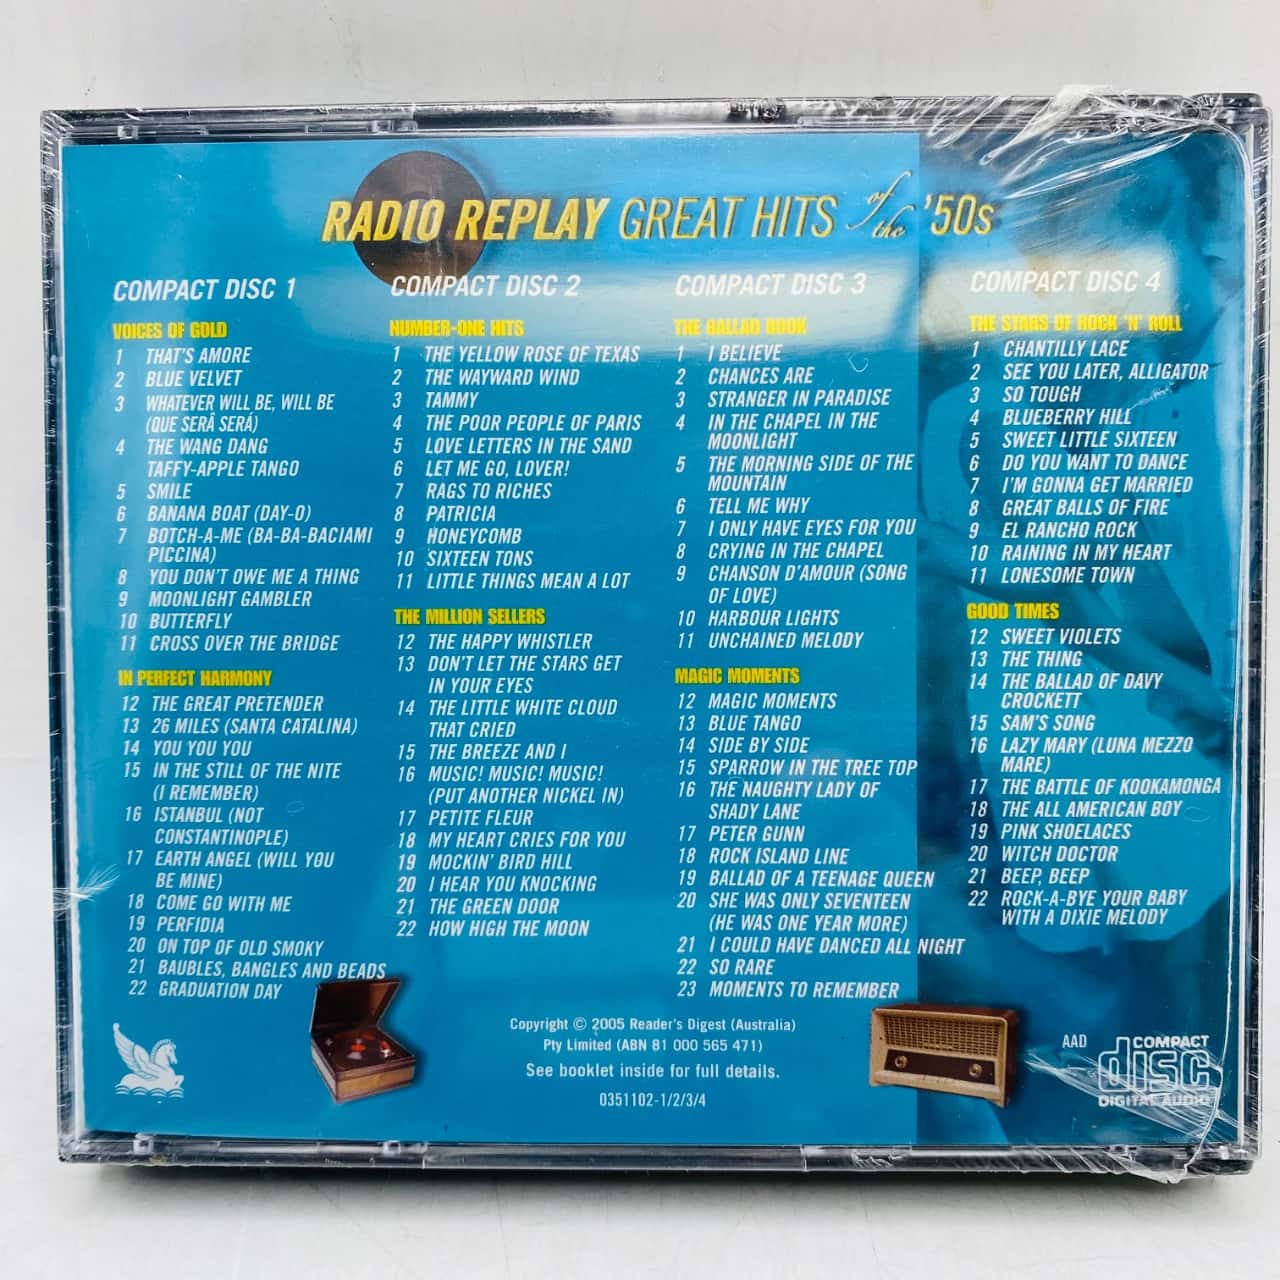 RADIO REPLAY GREAT HITS of the '50s
COMPACT DISC 1
VOICES OF GOLD
1 THAT'S AMORE
2 BLUE VELVET
3 WHATEVER WILL BE, WILL BE
(QUE SERÂ SERÂ)
4 THE WANG DANG
TAFFY-APPLE TANGO
5 SMILE
6 BANANA BOAT (DAY-O)
7 BOTCH-A-ME (BA-BA-BACIAMI
PICCINA)
8 YOU DON'T OWE ME A THING
9 MOONLIGHT GAMBLER
10 BUTTERFLY
11 CROSS OVER THE BRIDGE
IN PERFECT HARMONY
12 THE GREAT PRETENDER
13 26 MILES (SANTA CATALINA)
14 YOU YOU YOU
15 IN THE STILL OF THE NITE
(I REMEMBER)
16 ISTANBUL (NOT
CONSTANTINOPLE)
17 EARTH ANGEL (WILL YOU
BE MINE)
18 COME GO WITH ME
19 PERFIDIA
20 ON TOP OF OLD SMOKY
21 BAUBLES, BANGLES AND BEADS
22 GRADUATION DAY
COMPACT DISC 2
NUMBER-ONE HITS
1 THE YELLOW ROSE OF TEXAS
2 THE WAYWARD WIND
3 TAMMY
4 THE POOR PEOPLE OF PARIS
5 LOVE LETTERS IN THE SAND
6 LET ME GO, LOVER!
7 RAGS TO RICHES
8 PATRICIA
9 HONEYCOMB
10 SIXTEEN TONS
11 LITTLE THINGS MEAN A LOT
THE MILLION SELLERS
12 THE HAPPY WHISTLER
13 DON'T LET THE STARS GET
IN YOUR EYES
14 THE LITTLE WHITE CLOUD
THAT CRIED
15 THE BREEZE AND I
16 MUSIC! MUSIC! MUSIC!
(PUT ANOTHER NICKEL IN)
17 PETITE FLEUR
18 MY HEART CRIES FOR YOU
19 MOCKIN' BIRD HILL
20 I HEAR YOU KNOCKING
21 THE GREEN DOOR
22 HOW HIGH THE MOON
COMPACT DISC 3
THE BALLAD BOOK
1 I BELIEVE
2 CHANCES ARE
3 STRANGER IN PARADISE
4 IN THE CHAPEL IN THE
MOONLIGHT
5 THE MORNING SIDE OF THE
MOUNTAIN
6 TELL ME WHY
7 I ONLY HAVE EYES FOR YOU
8 CRYING IN THE CHAPEL
9 CHANSON D'AMOUR (SONG
OF LOVE)
10 HARBOUR LIGHTS
11 UNCHAINED MELODY
MAGIC MOMENTS
12 MAGIC MOMENTS
13 BLUE TANGO
14 SIDE BY SIDE
15 SPARROW IN THE TREE TOP
16 THE NAUGHTY LADY OF
SHADY LANE
17 PETER GUNN
18 ROCK ISLAND LINE
19 BALLAD OF A TEENAGE QUEEN
20 SHE WAS ONLY SEVENTEEN
(HE WAS ONE YEAR MORE)
21 I COULD HAVE DANCED ALL NIGHT
22 SO RARE
23 MOMENTS TO REMEMBER
COMPACT DISC 4
THE STARS OF ROCK 'N' ROLL
1 CHANTILLY LACE
2 SEE YOU LATER, ALLIGATOR
3 SO TOUGH
4 BLUEBERRY HILL
5 SWEET LITTLE SIXTEEN
6 DO YOU WANT TO DANCE
7 I'M GONNA GET MARRIED
8 GREAT BALLS OF FIRE
9 EL RANCHO ROCK
10 RAINING IN MY HEART
11 LONESOME TOWN
GOOD TIMES
12 SWEET VIOLETS
13 THE THING
14 THE BALLAD OF DAVY
CROCKETT
15 SAM'S SONG
16 LAZY MARY (LUNA MEZZO
MARE)
17 THE BATTLE OF KOOKAMONGA
18 THE ALL AMERICAN BOY
19 PINK SHOELACES
20 WITCH DOCTOR
21 BEEP, BEEP
22 ROCK-A-BYE YOUR BABY
WITH A DIXIE MELODY
Copyright © 2005 Reader's Digest (Australia)
Pty Limited (ABN 81 000 565 471)
See booklet inside for full details.
0351102-1/2/3/4
AAD
COMPACT
disc
DIGITAL AUDIO